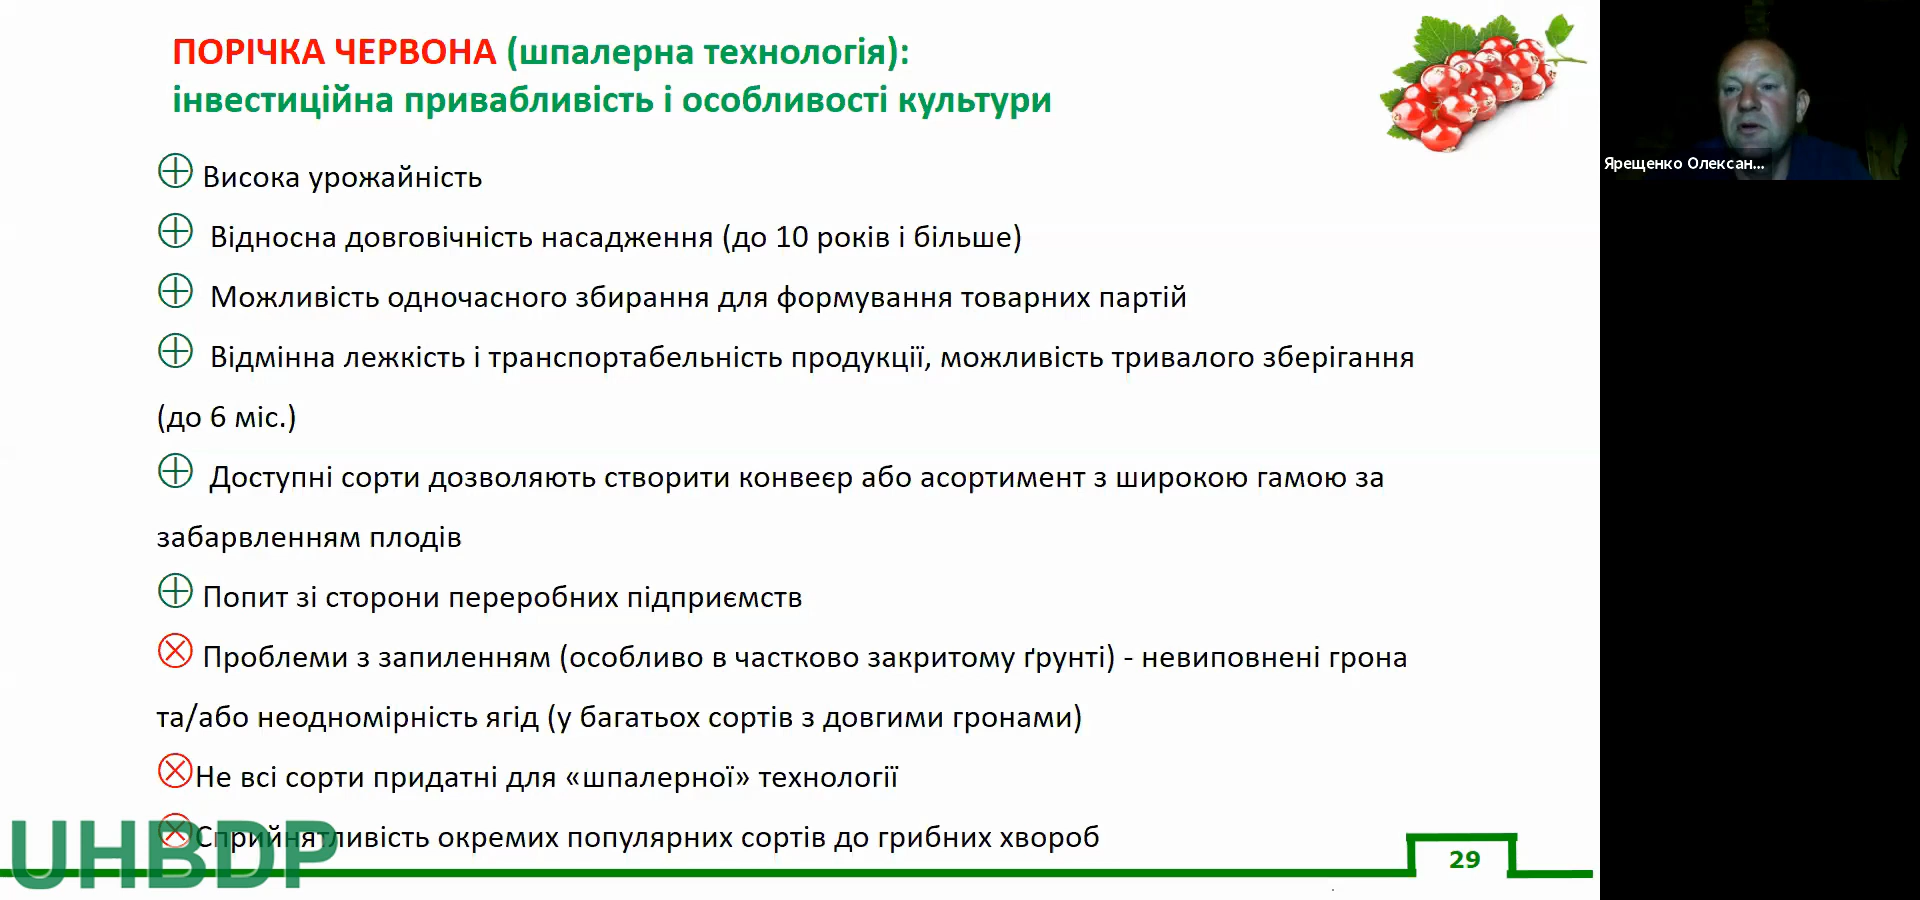 ПОРІЧКА ЧЕРВОНА (шпалерна технологія):
інвестиційна привабливість і особливості культури
Висока урожайність
Відносна довговічність насадження (до 10 років і більше)
Можливість одночасного збирання для формування товарних партій
Відмінна лежкість і транспортабельність продукції, можливість тривалого зберігання
(до 6 міс.)
Доступні сорти дозволяють створити конвеєр або асортимент з широкою гамою за
забарвленням плодів
Попит зі сторони переробних підприємств
Проблеми з запиленням (особливо в частково закритому ґрунті) - невиповнені грона
та/або неодномірність ягід (у багатьох сортів з довгими гронами)
Не всі сорти придатні для «шпалерної» технології
Сприйнятливість окремих популярних сортів до грибних хвороб
UHBDP
29
Ярещенко Олексан...